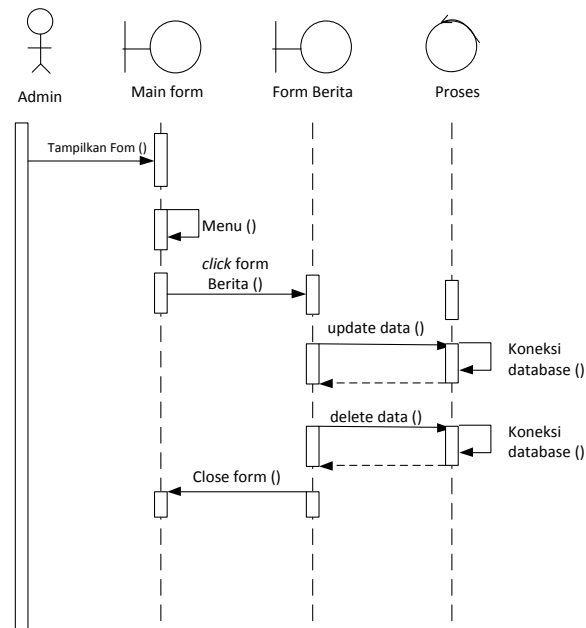 Admin
Main form
Form Berita
Proses
Tampilkan Fom ()
Menu ()
click form
Berita ()
update data ()
Koneksi
database ()
delete data ()
Koneksi
database ()
Close form ()